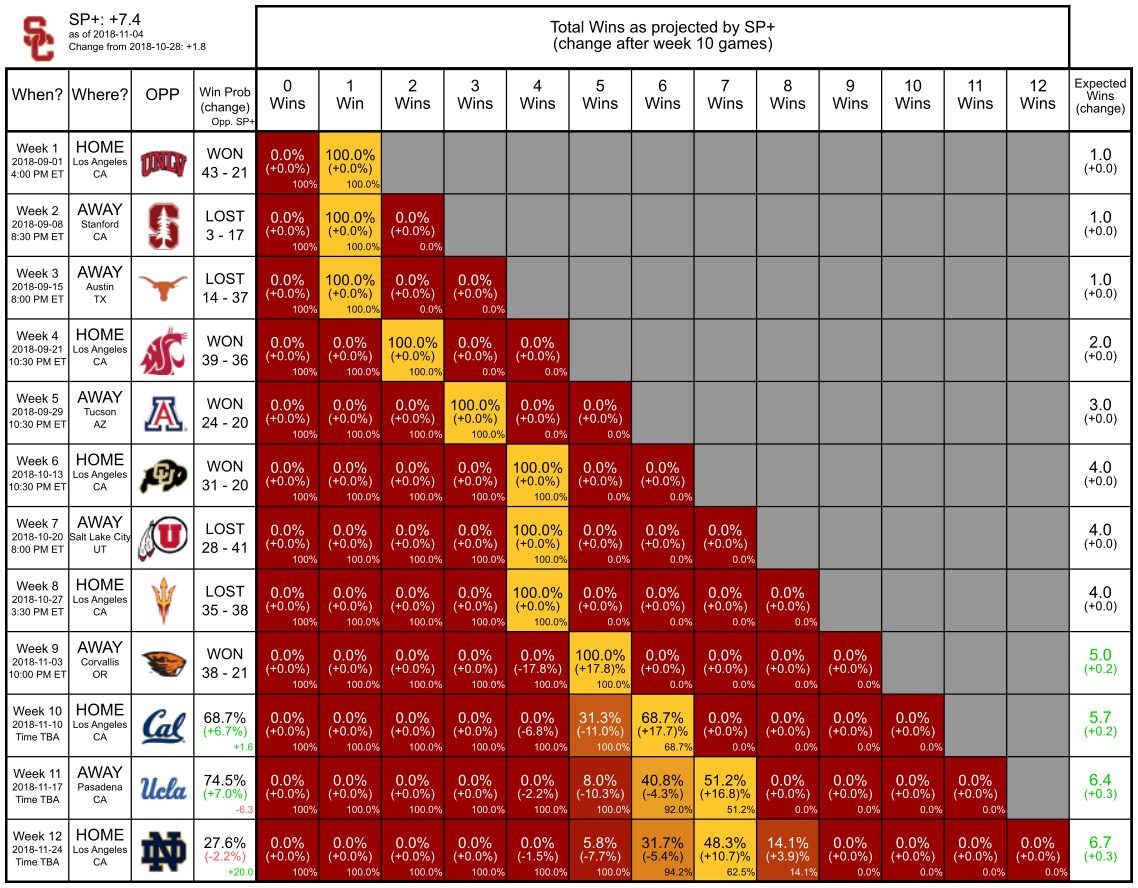 SC
SP+: +7.4
as of 2018-11-04
Change from 2018-10-28: +1.8
Total Wins as projected by SP+
(change after week 10 games)
When? Where? OPP Win Prob (change) Opp. SP+ 0 Wins 1 Win 2 Wins 3 Wins 4 Wins 5 Wins 6 Wins 7 Wins 8 Wins 9 Wins 10 Wins 11 Wins 12 Wins Expected Wins (change)
Week 1 HOME UNLV WON 0.0% 100.0% 1.0
2018-09-01 Los Angeles 43 - 21 (+0.0%) (+0.0%) (+0.0)
4:00 PM ET CA 100% 100.0%
Week 2 AWAY S LOST 0.0% 100.0% 0.0% 1.0
2018-09-08 Stanford 3 - 17 (+0.0%) (+0.0%) (+0.0%) (+0.0)
8:30 PM ET CA 100% 100.0% 0.0%
Week 3 AWAY LOST 0.0% 100.0% 0.0% 0.0% 1.0
2018-09-15 Austin 14 - 37 (+0.0%) (+0.0%) (+0.0%) (+0.0%) (+0.0)
8:00 PM ET TX 100% 100.0% 0.0% 0.0%
Week 4 HOME WON 0.0% 0.0% 100.0% 0.0% 0.0% 2.0
2018-09-21 Los Angeles 39 - 36 (+0.0%) (+0.0%) (+0.0%) (+0.0%) (+0.0%) (+0.0)
10:30 PM ET CA 100% 100.0% 100.0% 0.0% 0.0%
Week 5 AWAY A WON 0.0% 0.0% 0.0% 100.0% 0.0% 0.0% 3.0
2018-09-29 Tucson 24 - 20 (+0.0%) (+0.0%) (+0.0%) (+0.0%) (+0.0%) (+0.0%) (+0.0)
10:30 PM ET AZ 100% 100.0% 100.0% 100.0% 0.0% 0.0%
Week 6 HOME CU WON 0.0% 0.0% 0.0% 0.0% 100.0% 0.0% 0.0% 4.0
2018-10-13 Los Angeles 31 - 20 (+0.0%) (+0.0%) (+0.0%) (+0.0%) (+0.0%) (+0.0%) (+0.0%) (+0.0)
10:30 PM ET CA 100% 100.0% 100.0% 100.0% 100.0% 0.0% 0.0%
Week 7 AWAY U LOST 0.0% 0.0% 0.0% 0.0% 100.0% 0.0% 0.0% 0.0% 4.0
2018-10-20 Salt Lake City 28 - 41 (+0.0%) (+0.0%) (+0.0%) (+0.0%) (+0.0%) (+0.0%) (+0.0%) (+0.0%) (+0.0)
8:00 PM ET UT 100% 100.0% 100.0% 100.0% 100.0% 0.0% 0.0% 0.0%
Week 8 HOME LOST 0.0% 0.0% 0.0% 0.0% 100.0% 0.0% 0.0% 0.0% 0.0% 4.0
2018-10-27 Los Angeles 35 - 38 (+0.0%) (+0.0%) (+0.0%) (+0.0%) (+0.0%) (+0.0%) (+0.0%) (+0.0%) (+0.0%) (+0.0)
3:30 PM ET CA 100% 100.0% 100.0% 100.0% 100.0% 0.0% 0.0% 0.0% 0.0%
Week 9 AWAY WON 0.0% 0.0% 0.0% 0.0% 0.0% 100.0% 0.0% 0.0% 0.0% 0.0% 5.0
2018-11-03 Corvallis 38 - 21 (+0.0%) (+0.0%) (+0.0%) (+0.0%) (-17.8%) (+17.8)% (+0.0%) (+0.0%) (+0.0%) (+0.0%) (+0.2)
10:00 PM ET OR 100% 100.0% 100.0% 100.0% 100.0% 100.0% 0.0% 0.0% 0.0% 0.0%
Week 10 HOME Cal 68.7% 0.0% 0.0% 0.0% 0.0% 0.0% 31.3% 68.7% 0.0% 0.0% 0.0% 0.0% 5.7
2018-11-10 Los Angeles (+6.7%) (+0.0%) (+0.0%) (+0.0%) (+0.0%) (-6.8%) (-11.0%) (+17.7)% (+0.0%) (+0.0%) (+0.0%) (+0.0%) (+0.2)
Time TBA CA +1.6 100% 100.0% 100.0% 100.0% 100.0% 100.0% 68.7% 0.0% 0.0% 0.0% 0.0%
Week 11 AWAY Ucla 74.5% 0.0% 0.0% 0.0% 0.0% 0.0% 8.0% 40.8% 51.2% 0.0% 0.0% 0.0% 0.0% 6.4
2018-11-17 Pasadena (+7.0%) (+0.0%) (+0.0%) (+0.0%) (+0.0%) (-2.2%) (-10.3%) (-4.3%) (+16.8)% (+0.0%) (+0.0%) (+0.0%) (+0.0%) (+0.3)
Time TBA CA -6.3 100% 100.0% 100.0% 100.0% 100.0% 100.0% 92.0% 51.2% 0.0% 0.0% 0.0% 0.0%
Week 12 HOME ND 27.6% 0.0% 0.0% 0.0% 0.0% 0.0% 5.8% 31.7% 48.3% 14.1% 0.0% 0.0% 0.0% 0.0% 6.7
2018-11-24 Los Angeles (-2.2%) (+0.0%) (+0.0%) (+0.0%) (+0.0%) (-1.5%) (-7.7%) (-5.4%) (+10.7)% (+3.9)% (+0.0%) (+0.0%) (+0.0%) (+0.0%) (+0.3)
Time TBA CA +20.0 100% 100.0% 100.0% 100.0% 100.0% 100.0% 94.2% 62.5% 14.1% 0.0% 0.0% 0.0% 0.0%